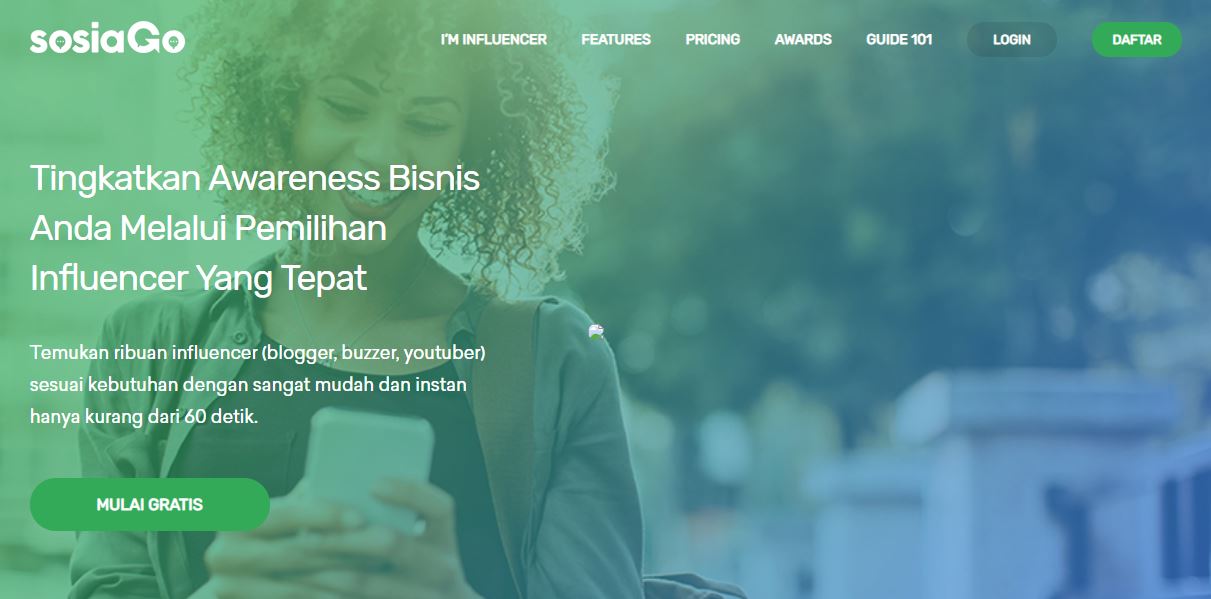 sosiaGo
I'M INFLUENCER FEATURES PRICING AWARDS GUIDE 101 LOGIN DAFTAR
Tingkatkan Awareness Bisnis
Anda Melalui Pemilihan
Influencer Yang Tepat
Temukan ribuan influencer (blogger, buzzer, youtuber)
sesuai kebutuhan dengan sangat mudah dan instan
hanya kurang dari 60 detik.
MULAI GRATIS